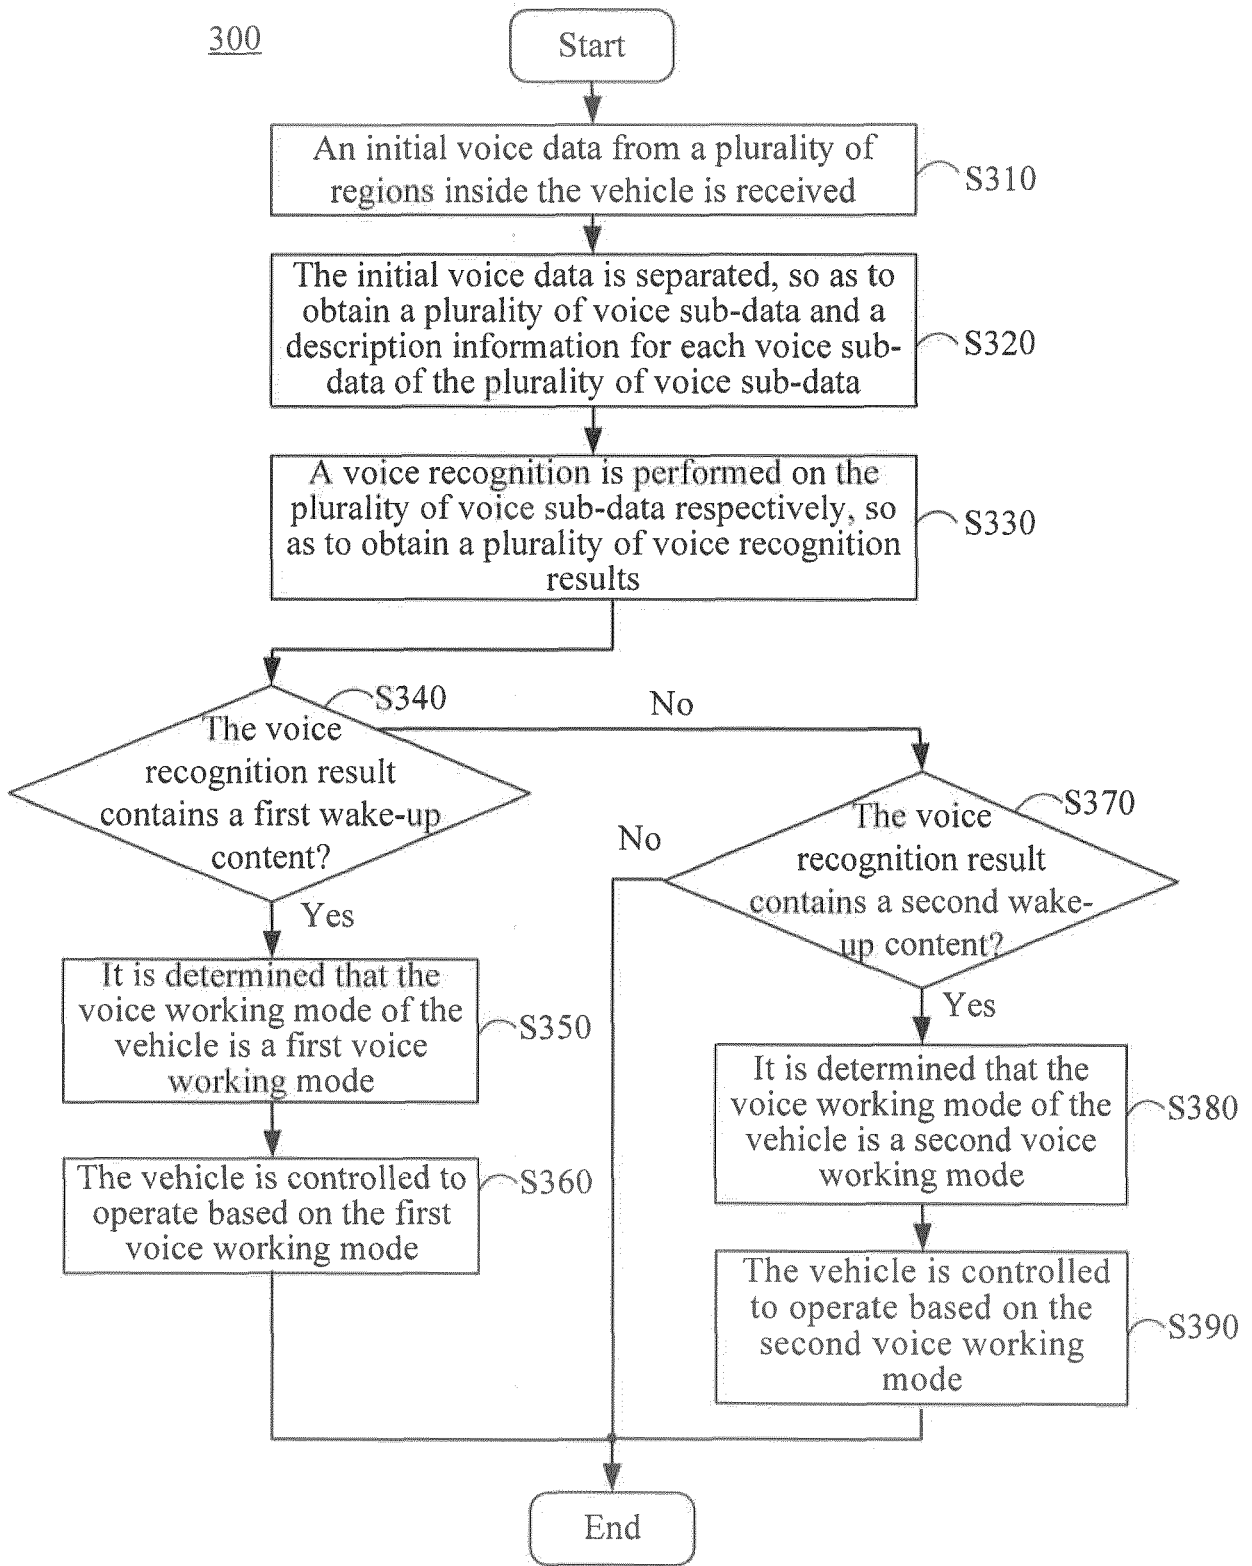 300
Start
An initial voice data from a plurality of
regions inside the vehicle is received
S310
The initial voice data is separated, so as to
obtain a plurality of voice sub-data and a
description information for each voice sub-
data of the plurality of voice sub-data
S320
A voice recognition is performed on the
plurality of voice sub-data respectively, so
as to obtain a plurality of voice recognition
results
S330
S340
The voice
recognition result
contains a first wake-up
content?
No
Yes
S370
The voice
recognition result
contains a second wake-
up content?
No
Yes
It is determined that the
voice working mode of the
vehicle is a first voice
working mode
S350
The vehicle is controlled to
operate based on the first
voice working mode
S360
It is determined that the
voice working mode of the
vehicle is a second voice
working mode
S380
The vehicle is controlled
to operate based on the
second voice working
mode
S390
End